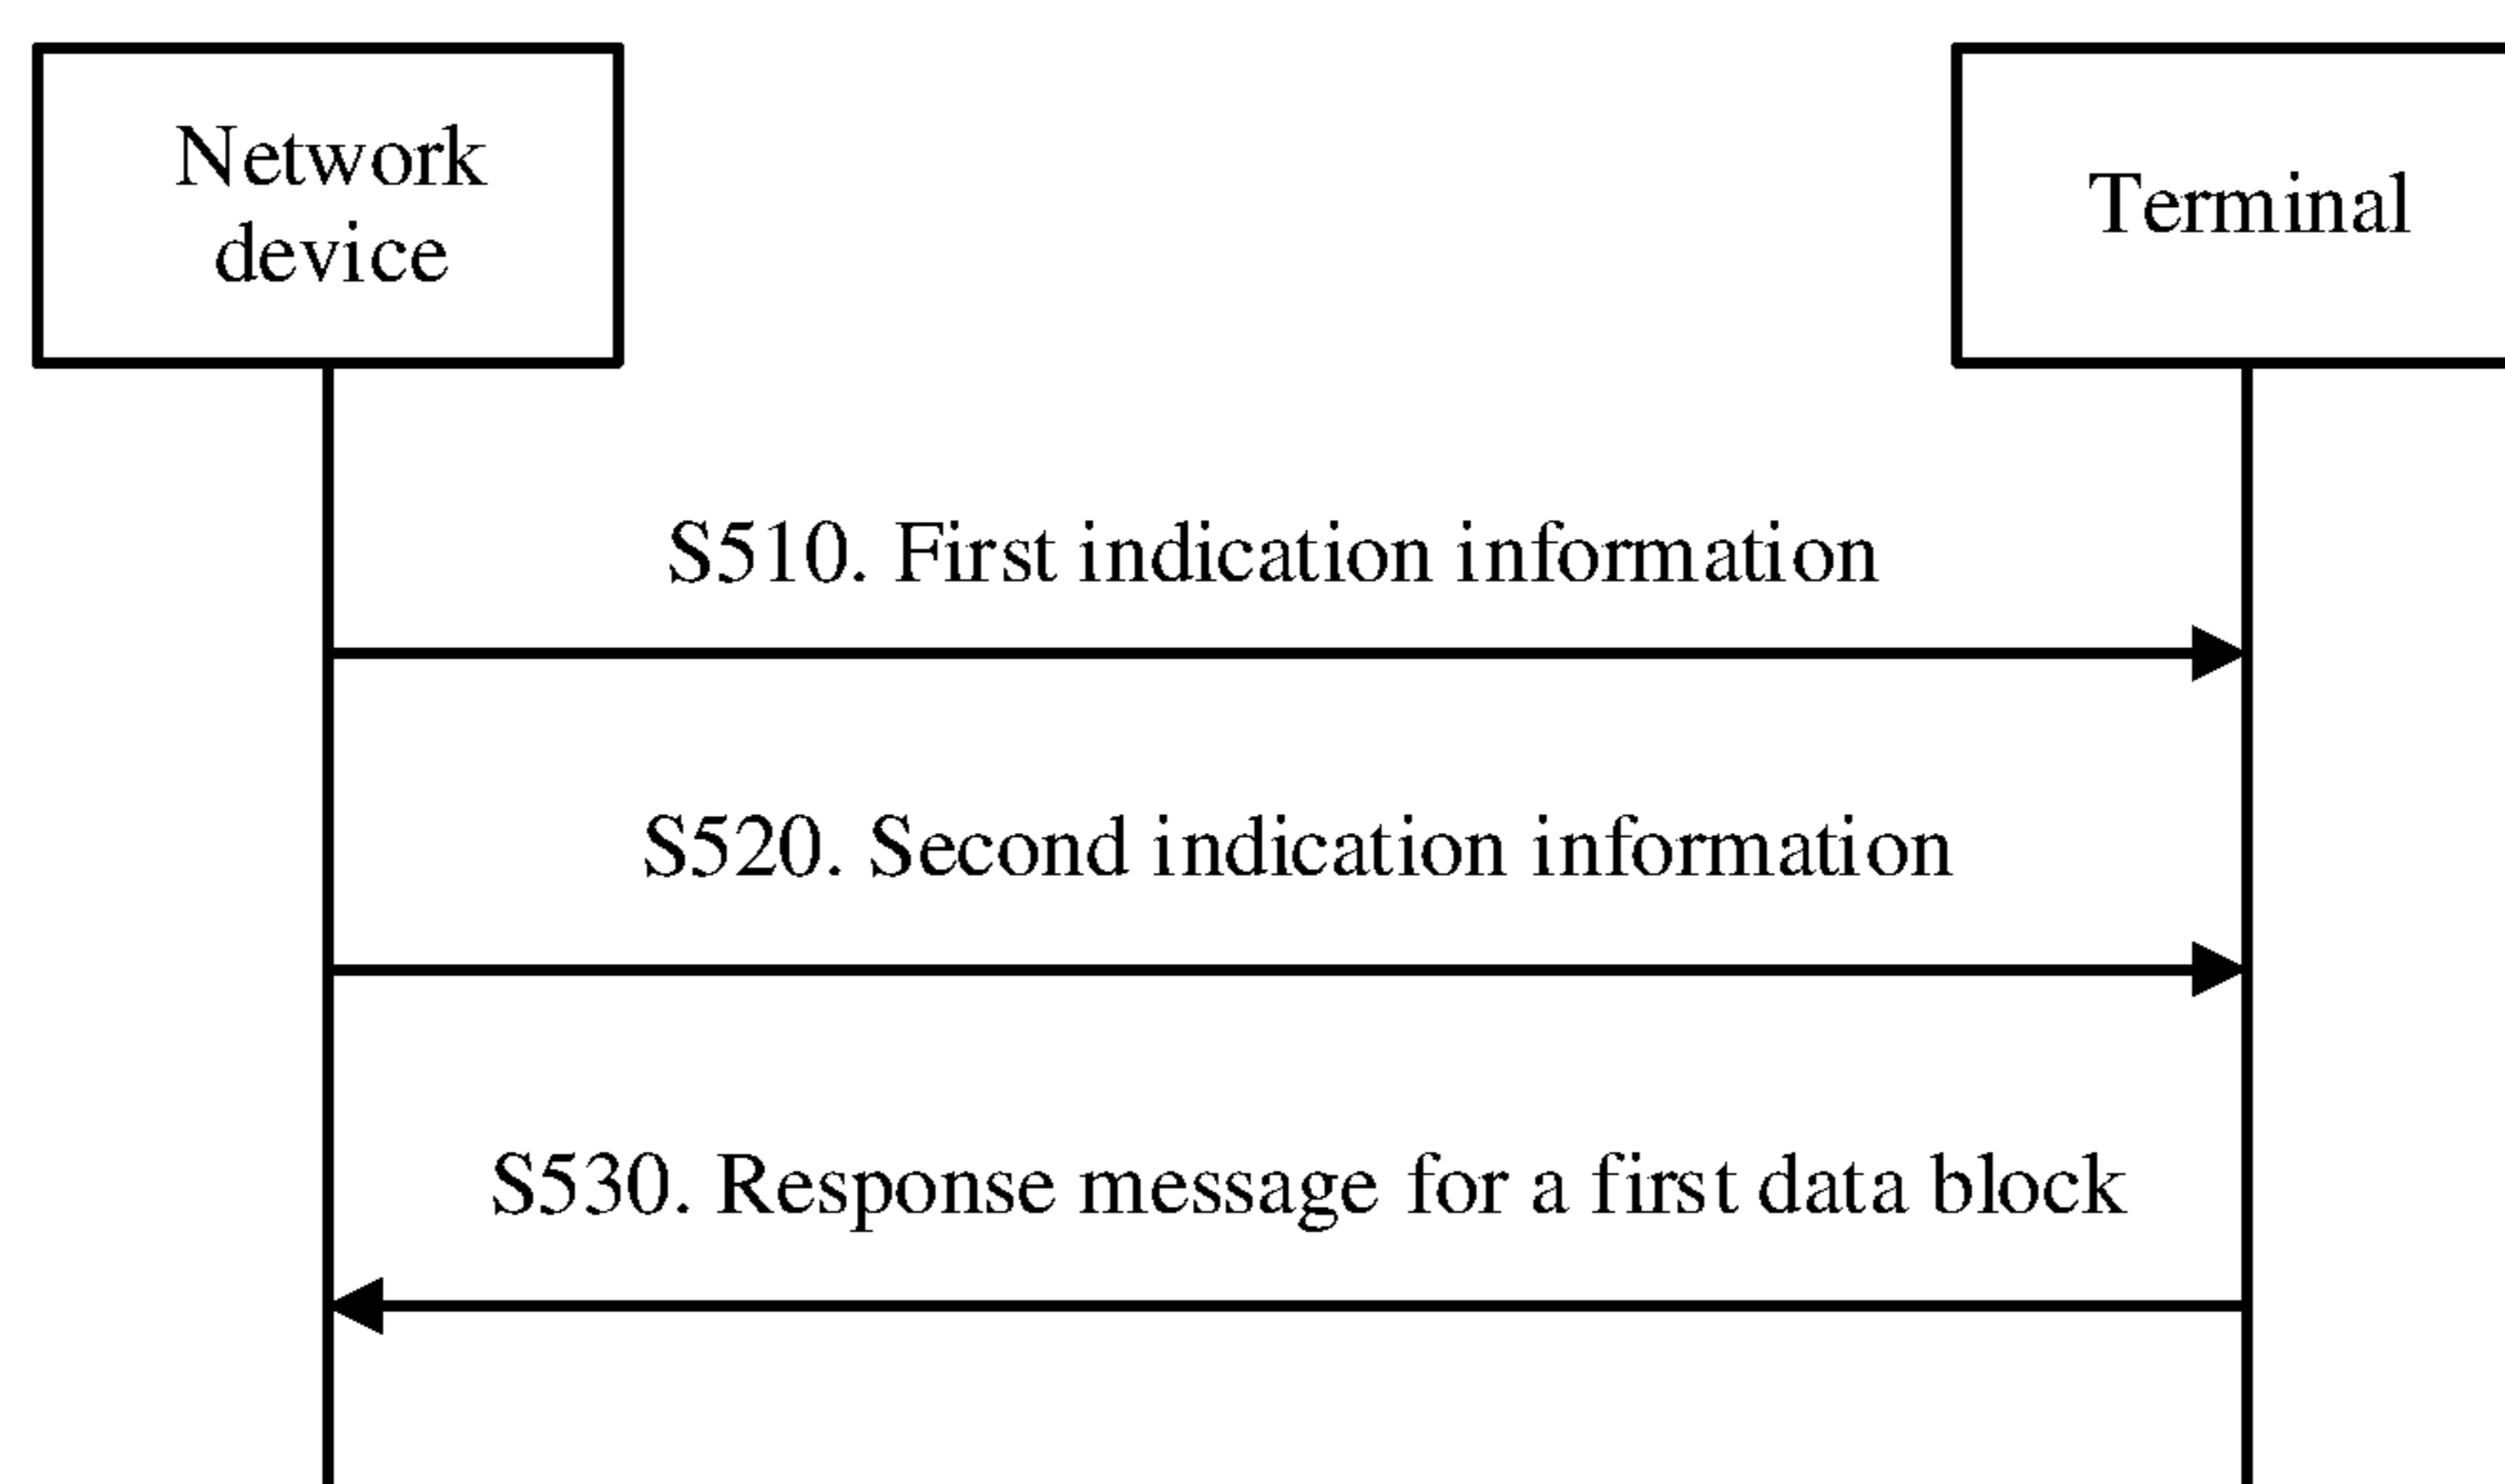 Network
device
Terminal
S510. First indication information
S520. Second indication information
S530. Response message for a first data block